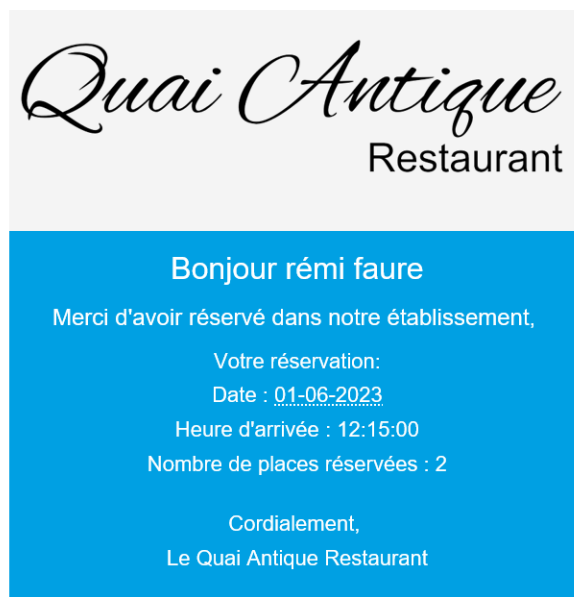 Quai Antique
Restaurant
Bonjour rémi faure
Merci d'avoir réservé dans notre établissement,
Votre réservation:
Date : 01-06-2023
Heure d'arrivée : 12:15:00
Nombre de places réservées : 2
Cordialement,
Le Quai Antique Restaurant